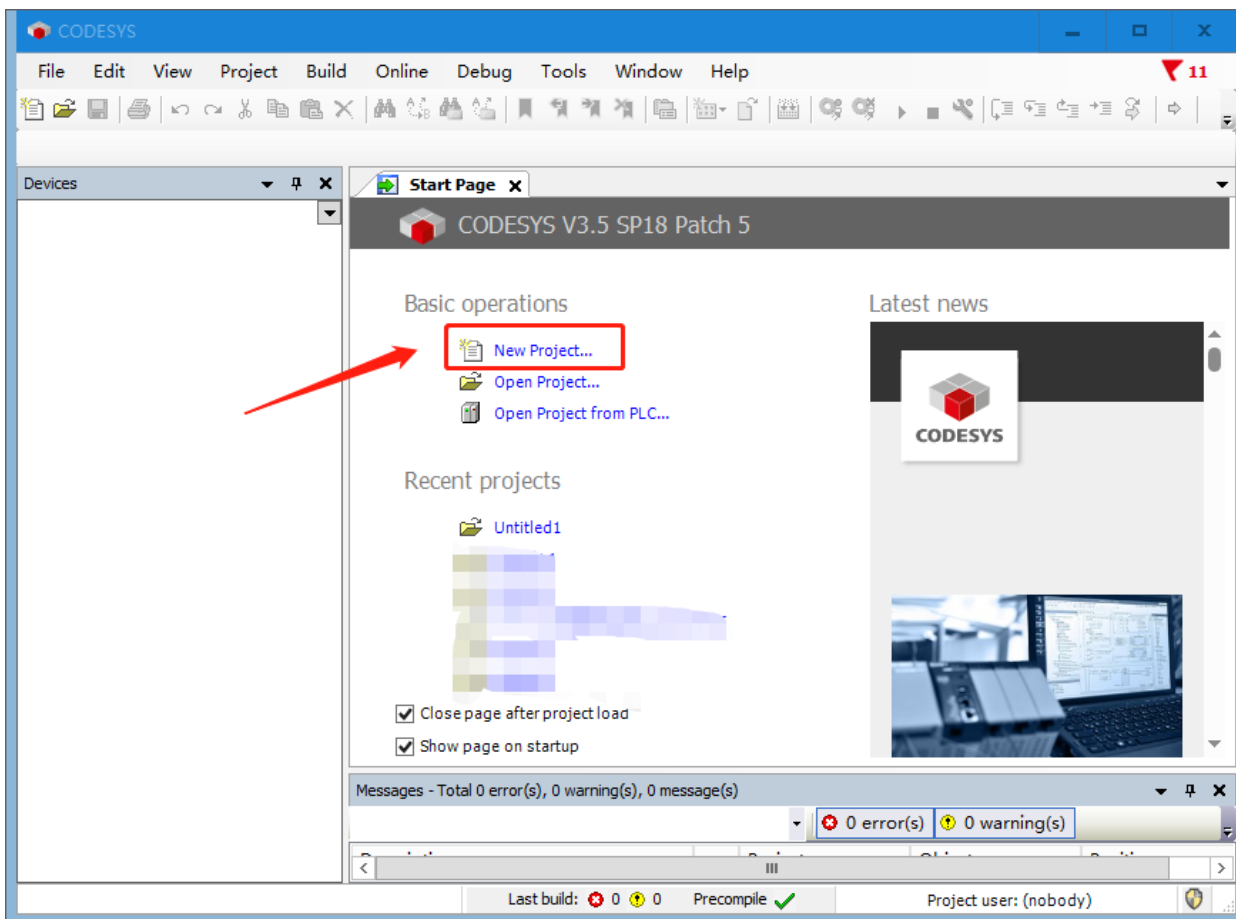 CODESYS
File Edit View Project Build Online Debug Tools Window Help 11
Devices
Start Page
CODESYS V3.5 SP18 Patch 5
Basic operations
New Project...
Open Project...
Open Project from PLC...
Recent projects
Untitled1
Close page after project load
Show page on startup
Latest news
CODESYS
Messages - Total 0 error(s), 0 warning(s), 0 message(s)
0 error(s) 0 warning(s)
Last build: 0 0 Precompile Project user: (nobody)